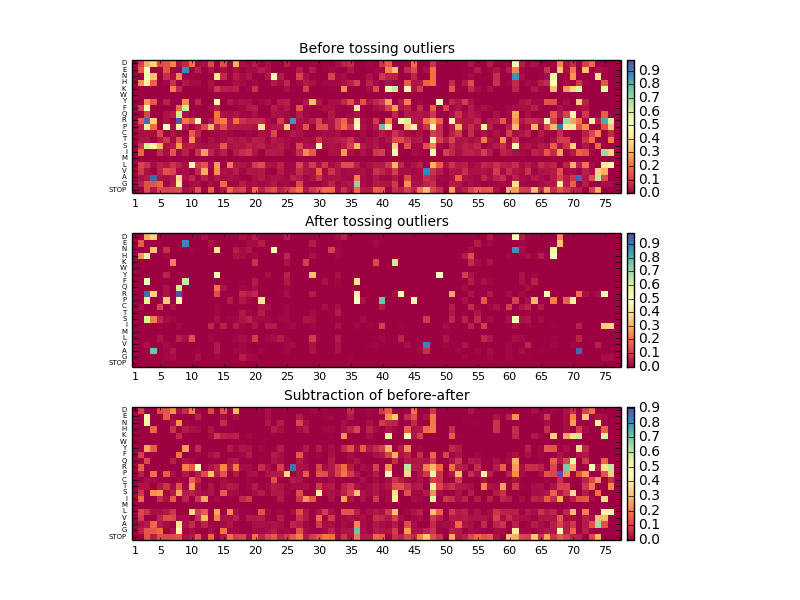 Before tossing outliers
D
E
N
H
K
W
Y
F
Q
R
P
C
T
S
I
M
L
V
A
G
STOP
1 5 10 15 20 25 30 35 40 45 50 55 60 65 70 75
0.9
0.8
0.7
0.6
0.5
0.4
0.3
0.2
0.1
0.0
After tossing outliers
D
E
N
H
K
W
Y
F
Q
R
P
C
T
S
I
M
L
V
A
G
STOP
1 5 10 15 20 25 30 35 40 45 50 55 60 65 70 75
0.9
0.8
0.7
0.6
0.5
0.4
0.3
0.2
0.1
0.0
Subtraction of before-after
D
E
N
H
K
W
Y
F
Q
R
P
C
T
S
I
M
L
V
A
G
STOP
1 5 10 15 20 25 30 35 40 45 50 55 60 65 70 75
0.9
0.8
0.7
0.6
0.5
0.4
0.3
0.2
0.1
0.0